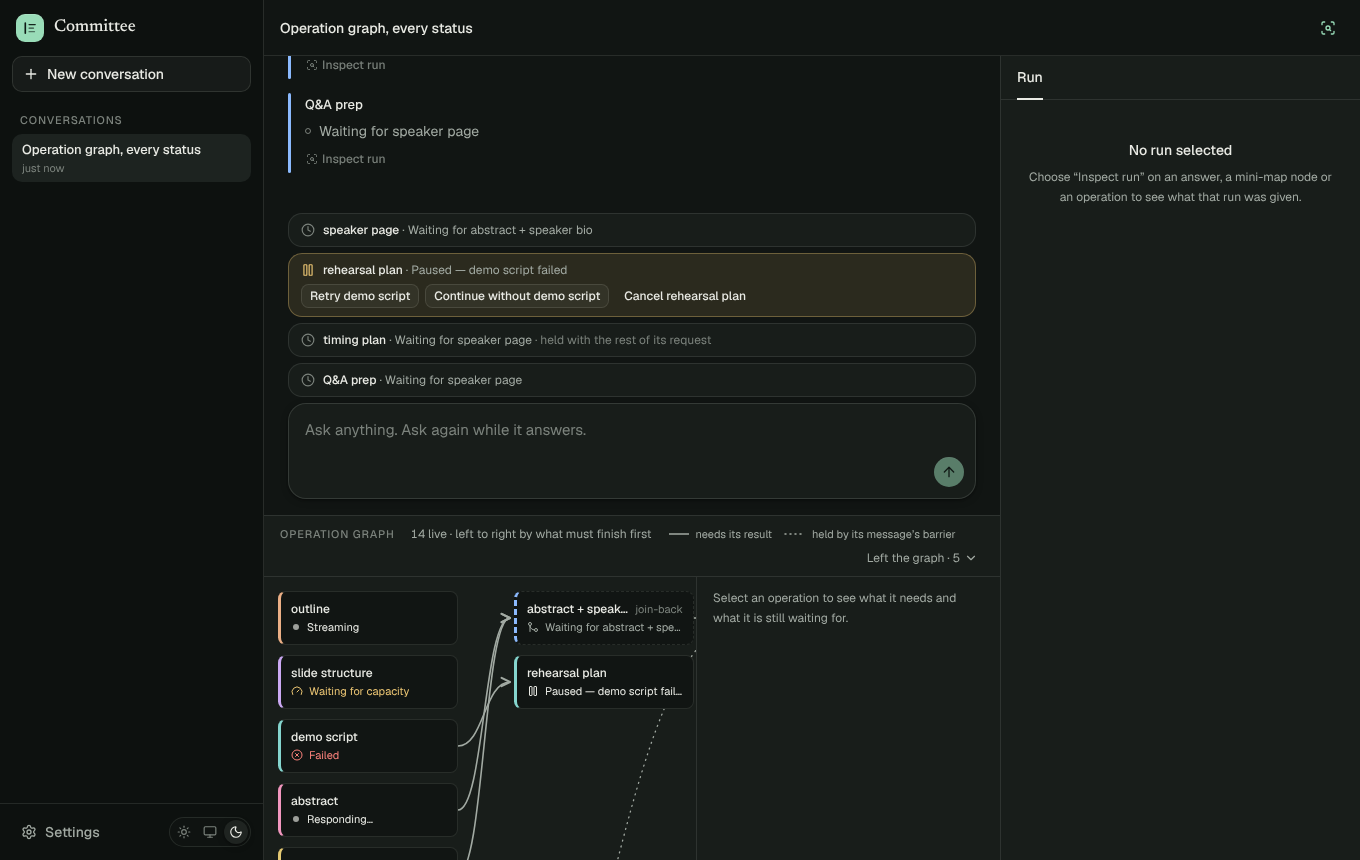 Committee
New conversation
CONVERSATIONS
Operation graph, every status
just now
Settings
Operation graph, every status
Inspect run
Q&A prep
Waiting for speaker page
Inspect run
speaker page · Waiting for abstract + speaker bio
rehearsal plan · Paused — demo script failed
Retry demo script
Continue without demo script
Cancel rehearsal plan
timing plan · Waiting for speaker page · held with the rest of its request
Q&A prep · Waiting for speaker page
Ask anything. Ask again while it answers.
OPERATION GRAPH
14 live · left to right by what must finish first
needs its result
held by its message's barrier
Left the graph · 5
outline
Streaming
slide structure
Waiting for capacity
demo script
Failed
abstract
Responding…
abstract + speak… join-back
Waiting for abstract + spe…
rehearsal plan
Paused — demo script fail…
Select an operation to see what it needs and
what it is still waiting for.
Run
No run selected
Choose “Inspect run” on an answer, a mini-map node or
an operation to see what that run was given.